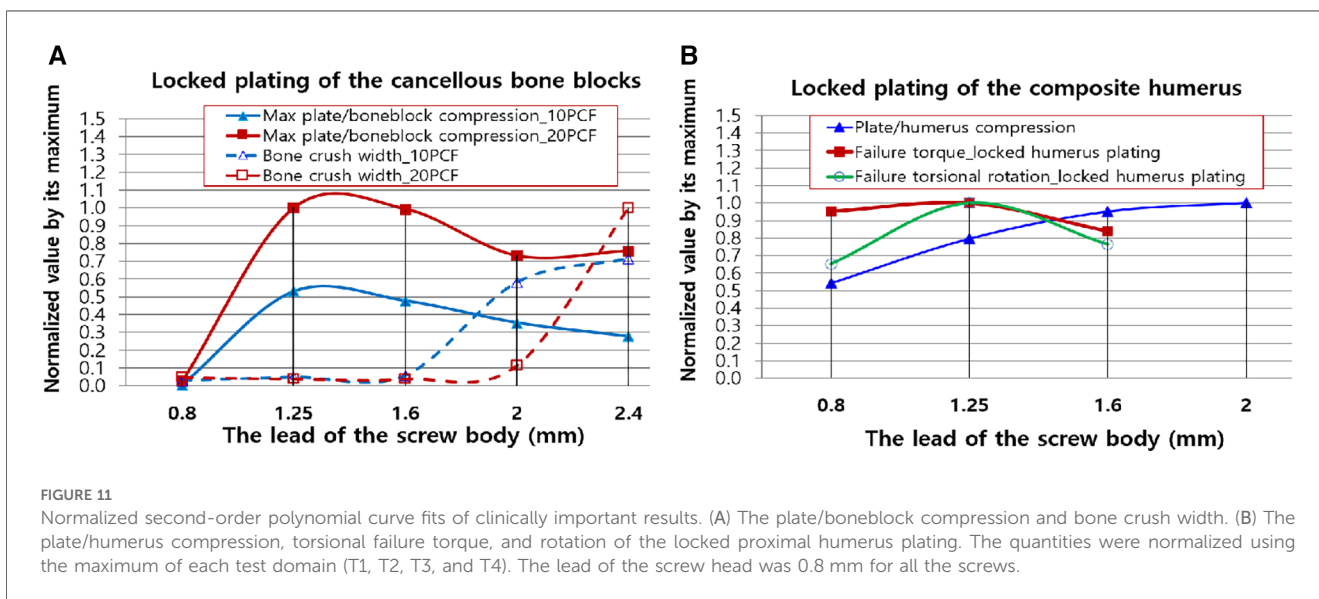 A
Locked plating of the cancellous bone blocks
Max plate/boneblock compression_10PCF
Max plate/boneblock compression_20PCF
Bone crush width_10PCF
Bone crush width_20PCF
Normalized value by its maximum
1.5
1.4
1.3
1.2
1.1
1.0
0.9
0.8
0.7
0.6
0.5
0.4
0.3
0.2
0.1
0.0
0.8 1.25 1.6 2 2.4
The lead of the screw body (mm)
B
Locked plating of the composite humerus
Plate/humerus compression
Failure torque_locked humerus plating
Failure torsional rotation_locked humerus plating
Normalized value by its maximum
1.5
1.4
1.3
1.2
1.1
1.0
0.9
0.8
0.7
0.6
0.5
0.4
0.3
0.2
0.1
0.0
0.8 1.25 1.6 2
The lead of the screw body (mm)
FIGURE 11
Normalized second-order polynomial curve fits of clinically important results. (A) The plate/boneblock compression and bone crush width. (B) The
plate/humerus compression, torsional failure torque, and rotation of the locked proximal humerus plating. The quantities were normalized using
the maximum of each test domain (T1, T2, T3, and T4). The lead of the screw head was 0.8 mm for all the screws.